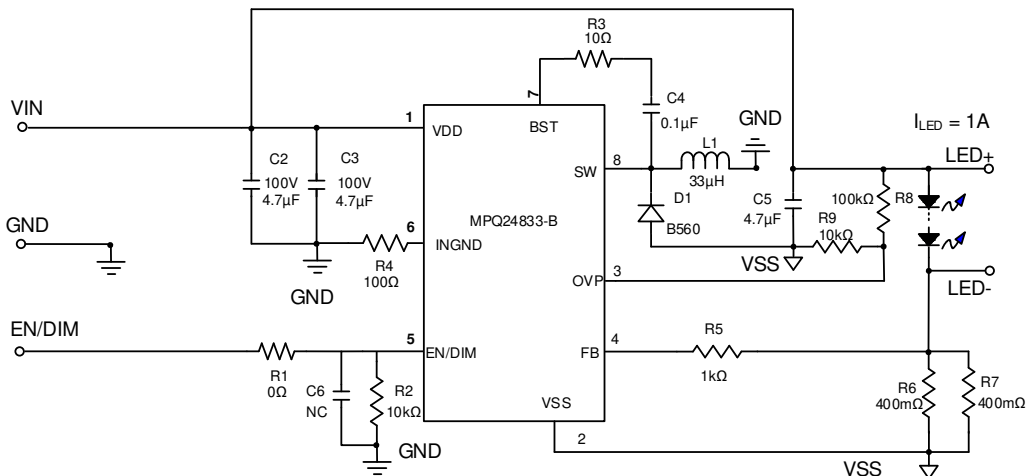 R3
10Ω
7
C4
0.1µF
GND
VIN
1
VDD
BST
I_LED = 1A
LED+
C2
100V
4.7µF
C3
100V
4.7µF
SW
8
L1
33µH
D1
B560
C5
4.7µF
100kΩ
R8
R9
10kΩ
MPQ24833-B
GND
6
INGND
R4
100Ω
GND
VSS
OVP
3
LED-
EN/DIM
5
EN/DIM
FB
4
R5
1kΩ
R1
0Ω
C6
NC
R2
10kΩ
GND
VSS
2
R6
400mΩ
R7
400mΩ
VSS